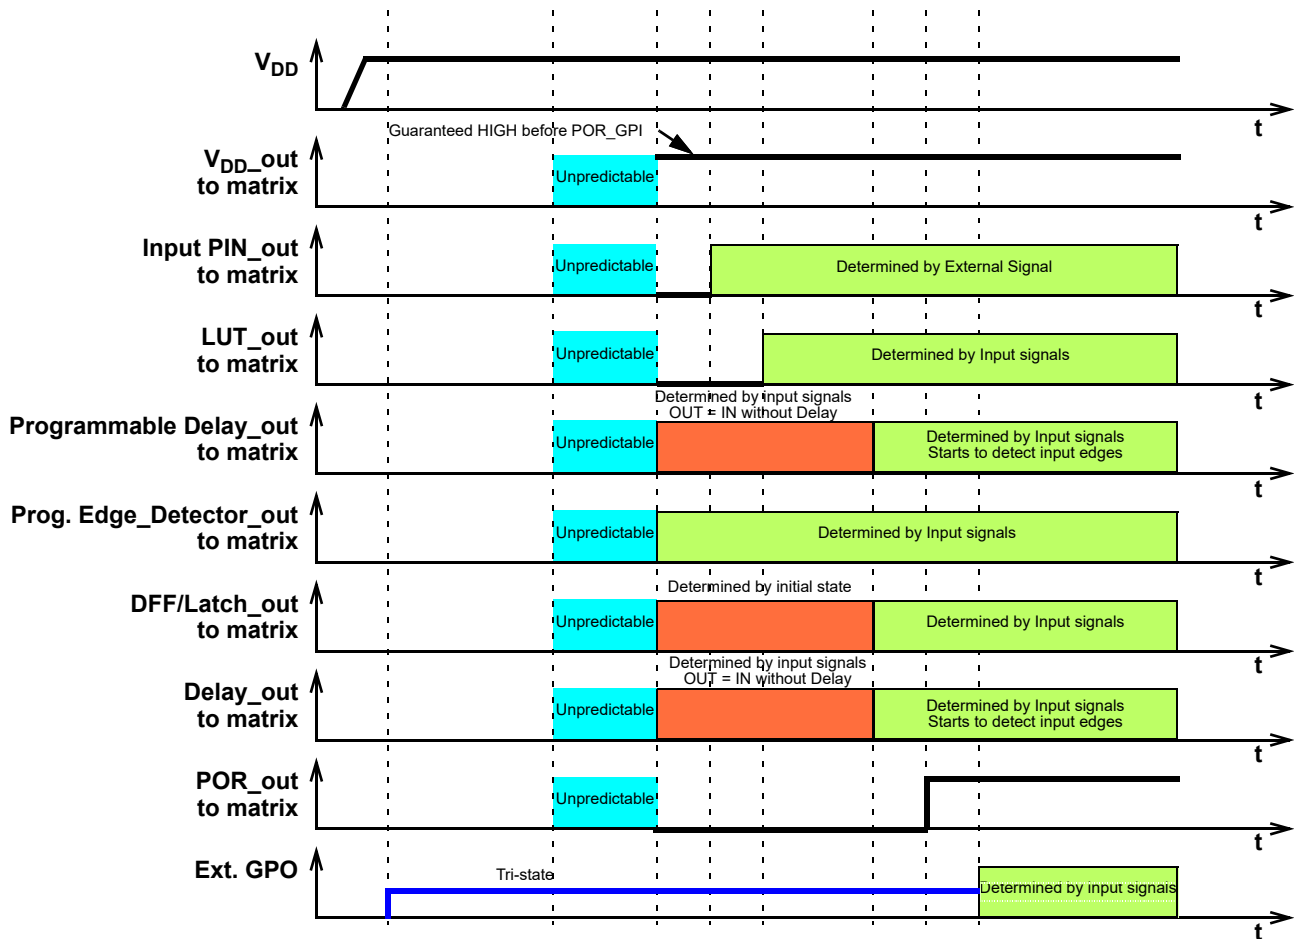 VDD
t
Guaranteed HIGH before POR_GPI
VDD_out
to matrix
Unpredictable
t
Input PIN_out
to matrix
Unpredictable
Determined by External Signal
t
LUT_out
to matrix
Unpredictable
Determined by Input signals
t
Determined by input signals
OUT = IN without Delay
Programmable Delay_out
to matrix
Unpredictable
Determined by Input signals
Starts to detect input edges
t
Prog. Edge_Detector_out
to matrix
Unpredictable
Determined by Input signals
t
Determined by initial state
DFF/Latch_out
to matrix
Unpredictable
Determined by Input signals
t
Determined by input signals
OUT = IN without Delay
Delay_out
to matrix
Unpredictable
Determined by Input signals
Starts to detect input edges
t
POR_out
to matrix
Unpredictable
t
Ext. GPO
Tri-state
Determined by input signals
t